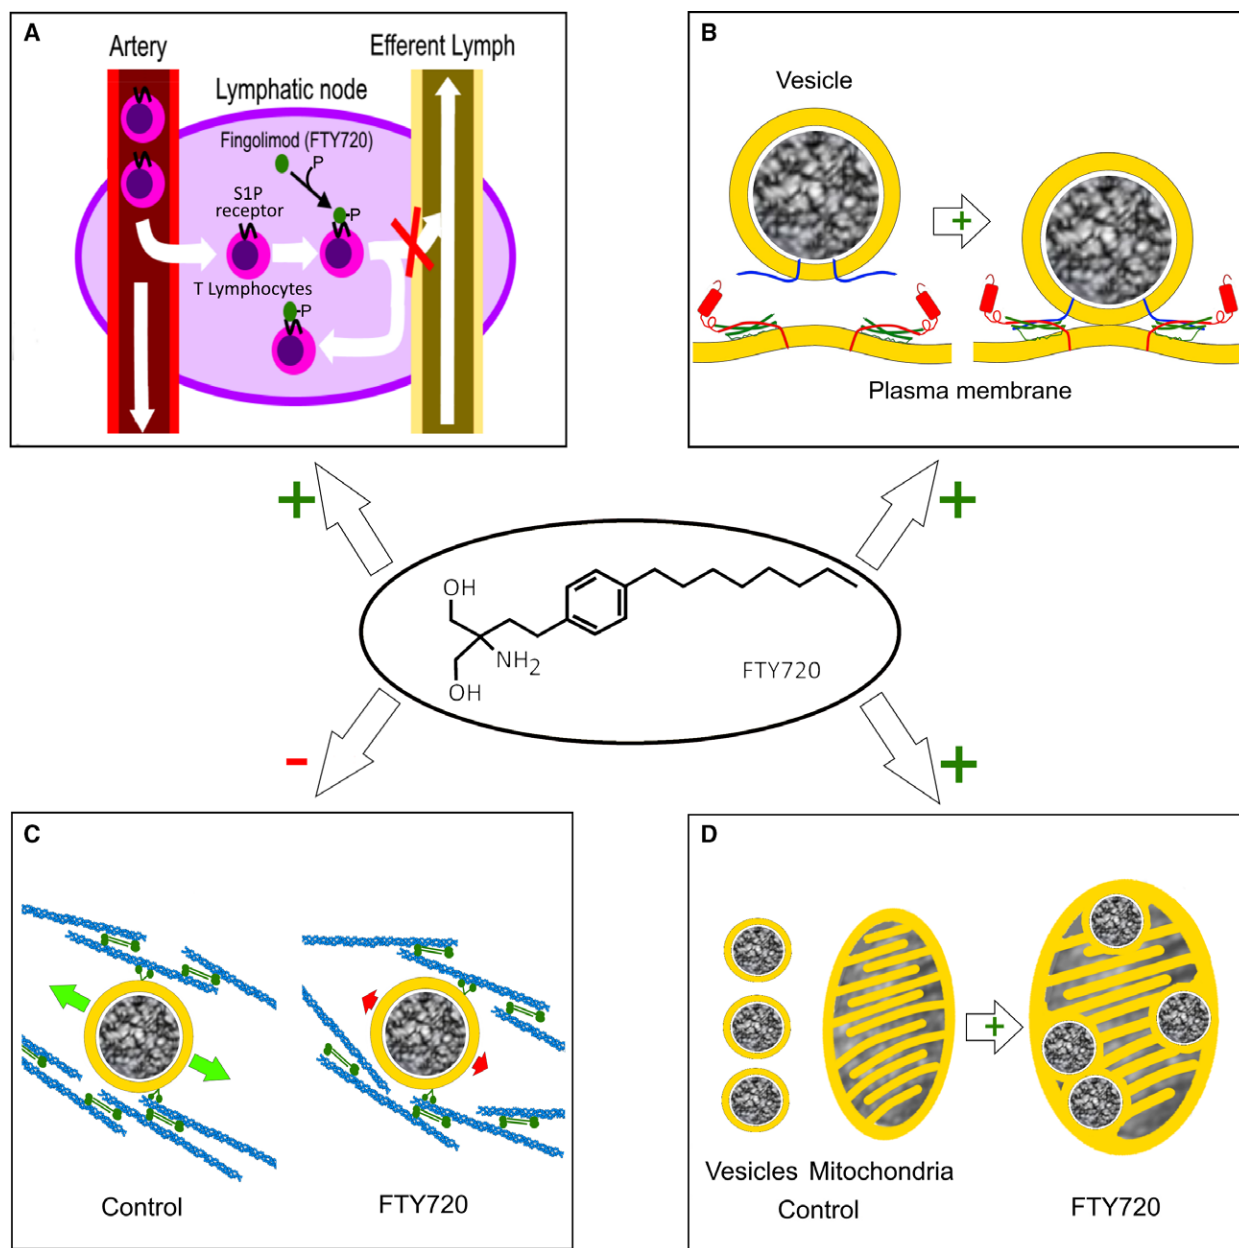 A
Artery
Efferent Lymph
Lymphatic node
Fingolimod (FTY720)
P
S1P
receptor
-P
T Lymphocytes
-P
B
Vesicle
+
Plasma membrane
+
+
OH
NH2
OH
FTY720
-
+
C
Control
FTY720
D
+
Vesicles Mitochondria
Control
FTY720